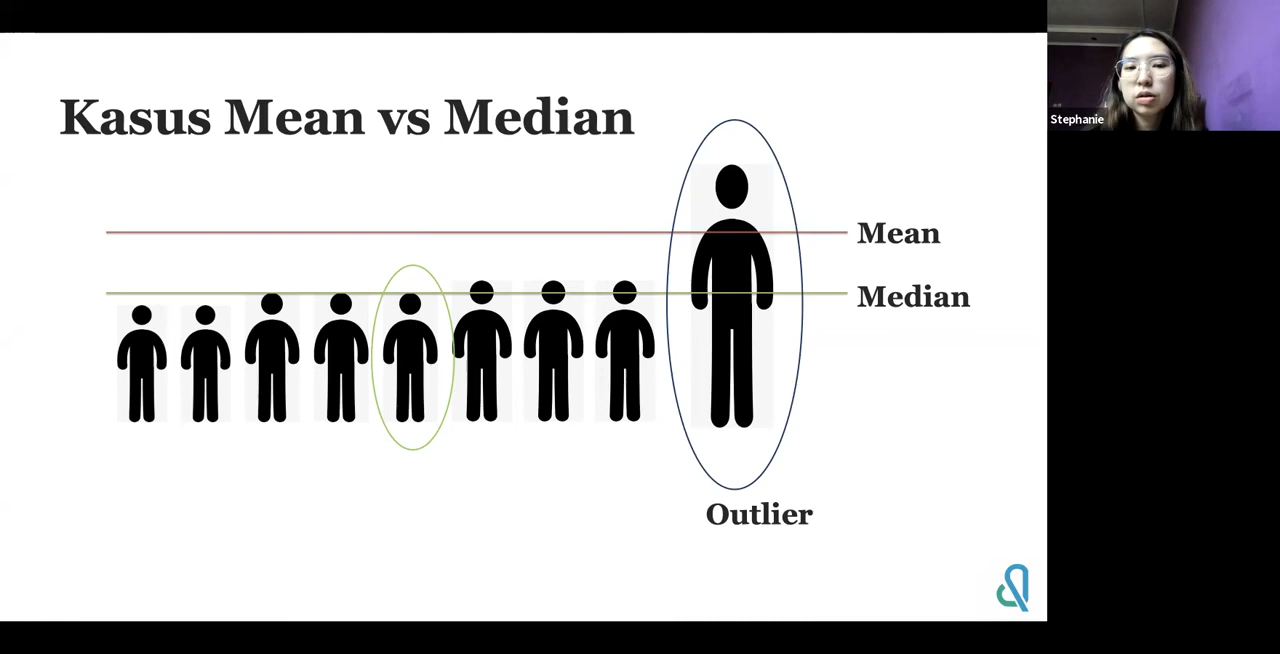 Kasus Mean vs Median
Stephanie
Mean
Median
Outlier